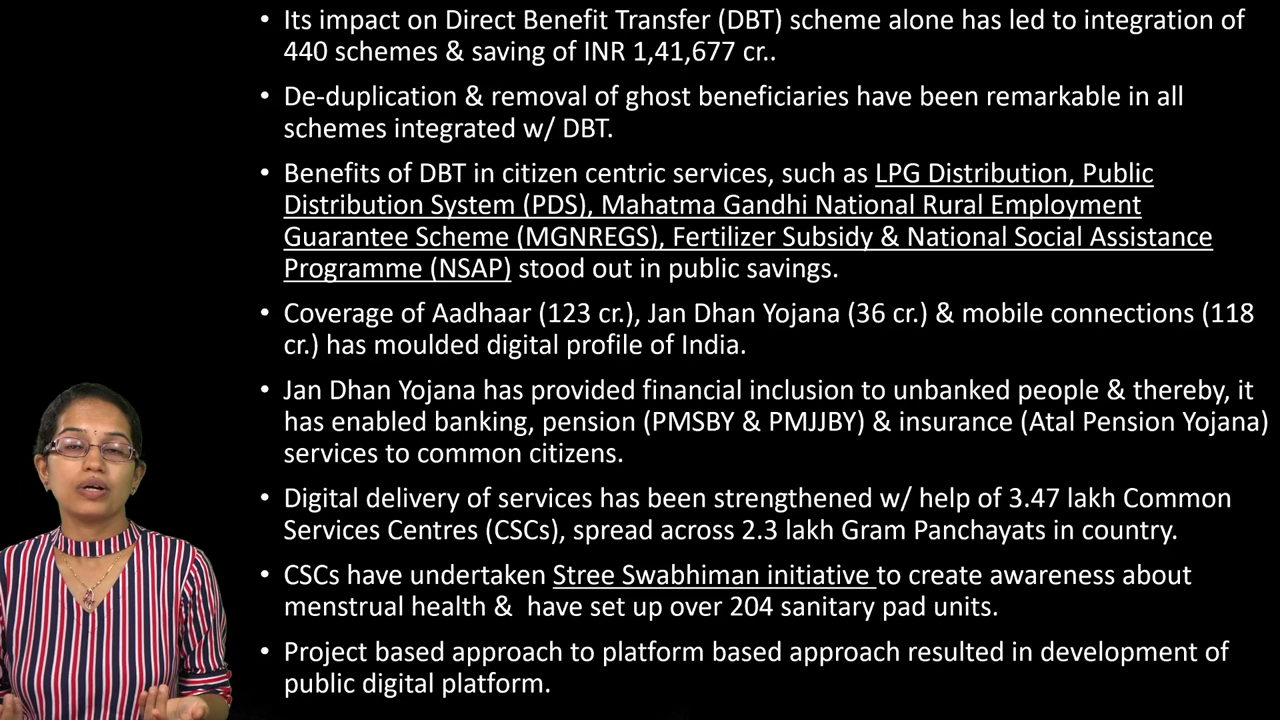 • Its impact on Direct Benefit Transfer (DBT) scheme alone has led to integration of
440 schemes & saving of INR 1,41,677 cr..
• De-duplication & removal of ghost beneficiaries have been remarkable in all
schemes integrated w/ DBT.
• Benefits of DBT in citizen centric services, such as LPG Distribution, Public
Distribution System (PDS), Mahatma Gandhi National Rural Employment
Guarantee Scheme (MGNREGS), Fertilizer Subsidy & National Social Assistance
Programme (NSAP) stood out in public savings.
• Coverage of Aadhaar (123 cr.), Jan Dhan Yojana (36 cr.) & mobile connections (118
cr.) has moulded digital profile of India.
• Jan Dhan Yojana has provided financial inclusion to unbanked people & thereby, it
has enabled banking, pension (PMSBY & PMJJBY) & insurance (Atal Pension Yojana)
services to common citizens.
• Digital delivery of services has been strengthened w/ help of 3.47 lakh Common
Services Centres (CSCs), spread across 2.3 lakh Gram Panchayats in country.
• CSCs have undertaken Stree Swabhiman initiative to create awareness about
menstrual health & have set up over 204 sanitary pad units.
• Project based approach to platform based approach resulted in development of
public digital platform.